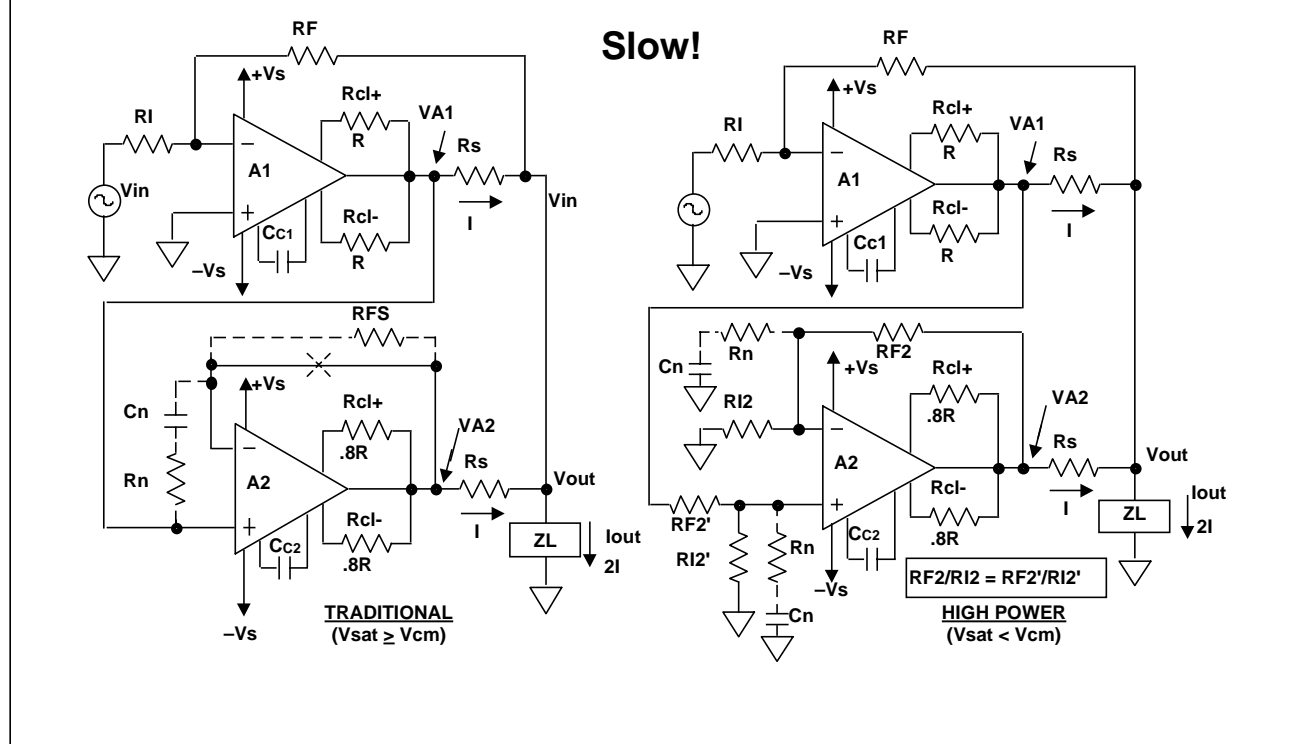 Slow!
RF
+Vs
RI
Rcl+
R
VA1
Rs
−
A1
Vin
+
Vin
I
Rcl-
CC1
R
−Vs
RFS
+Vs
Cn
Rcl+
.8R
VA2
−
Rs
Rn
A2
Vout
+
I
Rcl-
CC2
.8R
ZL
Iout
2I
−Vs
TRADITIONAL
(Vsat ≥ Vcm)
RF
+Vs
RI
Rcl+
R
VA1
Rs
−
A1
+
I
Rcl-
Cc1
R
−Vs
Rn
RF2
Cn
+Vs
RI2
Rcl+
.8R
VA2
−
Rs
A2
Vout
+
I
RF2'
Rcl-
.8R
CC2
Iout
ZL
2I
RI2'
Rn
−Vs
Cn
RF2/RI2 = RF2'/RI2'
HIGH POWER
(Vsat < Vcm)